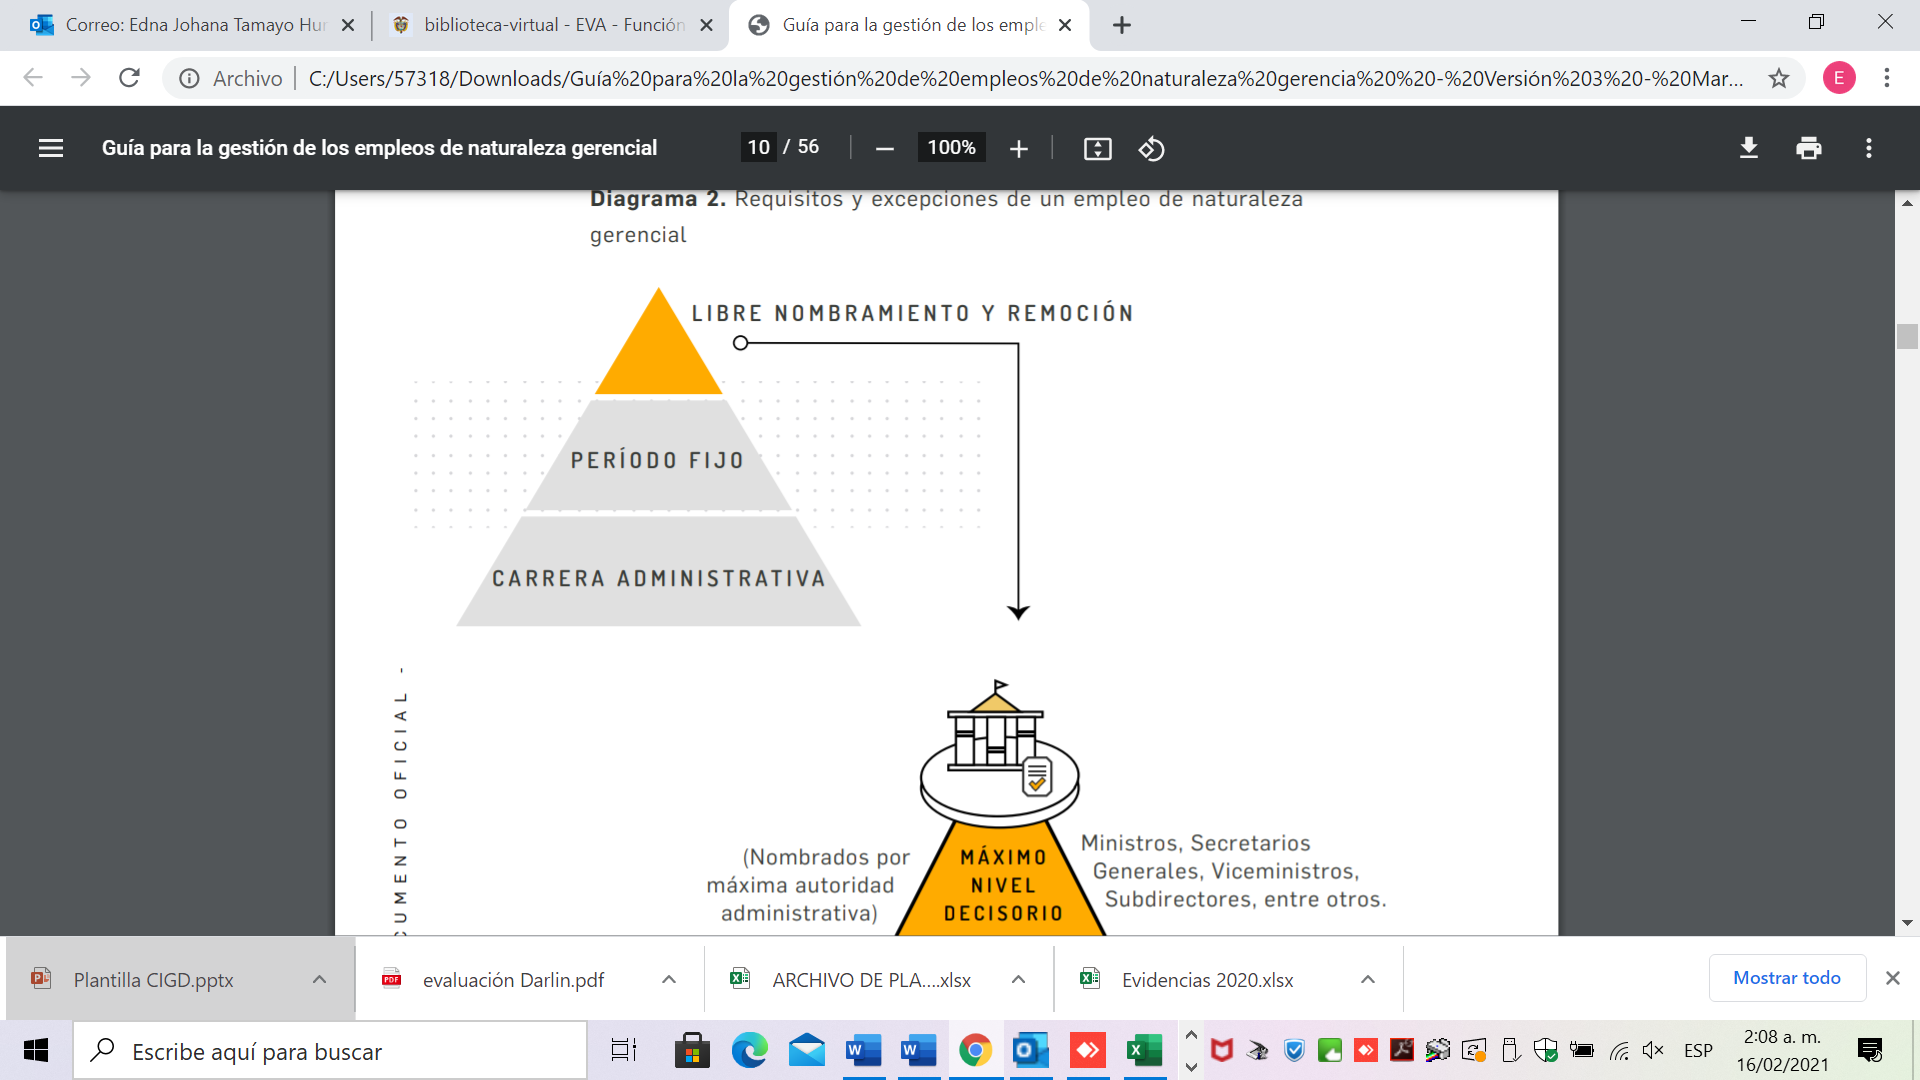 Correo: Edna Johana Tamayo Hur
biblioteca-virtual - EVA - Función
Guía para la gestión de los emple
Archivo
C:/Users/57318/Downloads/Guía%20para%20la%20gestión%20de%20empleos%20de%20naturaleza%20gerencia%20%20-%20Versión%203%20-%20Mar...
E
Guía para la gestión de los empleos de naturaleza gerencial
10 / 56
100%
Diagrama 2. Requisitos y excepciones de un empleo de naturaleza
gerencial
LIBRE NOMBRAMIENTO Y REMOCIÓN
PERÍODO FIJO
CARRERA ADMINISTRATIVA
CUMENTO OFICIAL -
(Nombrados por
máxima autoridad
administrativa)
MÁXIMO
NIVEL
DECISORIO
Ministros, Secretarios
Generales, Viceministros,
Subdirectores, entre otros.
Plantilla CIGD.pptx
evaluación Darlin.pdf
ARCHIVO DE PLA....xlsx
Evidencias 2020.xlsx
Mostrar todo
Escribe aquí para buscar
ESP
2:08 a. m.
16/02/2021